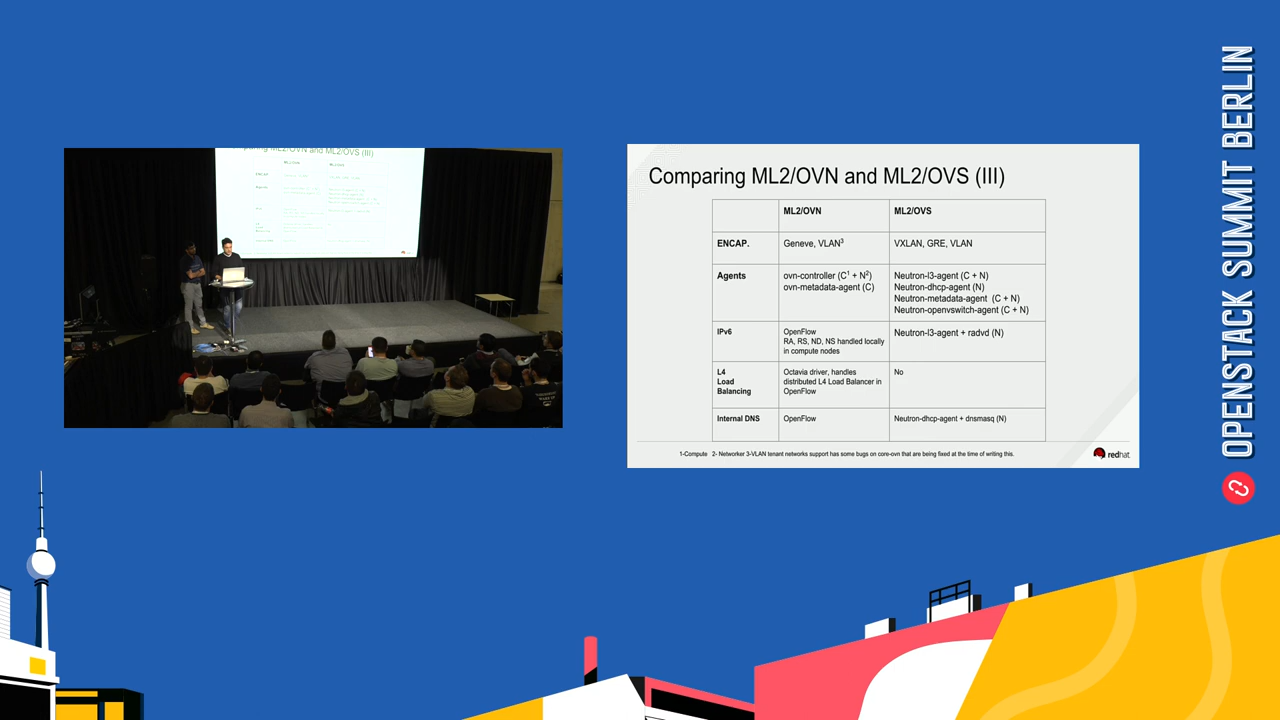 Comparing ML2/OVN and ML2/OVS (III)
ML2/OVN ML2/OVS
ENCAP. Geneve, VLAN³ VXLAN, GRE, VLAN
Agents ovn-controller (C¹ + N²) Neutron-l3-agent (C + N)
ovn-metadata-agent (C) Neutron-dhcp-agent (N)
Neutron-metadata-agent (C + N)
Neutron-openvswitch-agent (C + N)
IPv6 OpenFlow Neutron-l3-agent + radvd (N)
RA, RS, ND, NS handled locally
in compute nodes
L4 Octavia driver, handles No
Load distributed L4 Load Balancer in
Balancing OpenFlow
Internal DNS OpenFlow Neutron-dhcp-agent + dnsmasq (N)
1-Compute 2- Networker 3-VLAN tenant networks support has some bugs on core-ovn that are being fixed at the time of writing this.
redhat
OPENSTACK SUMMIT BERLIN